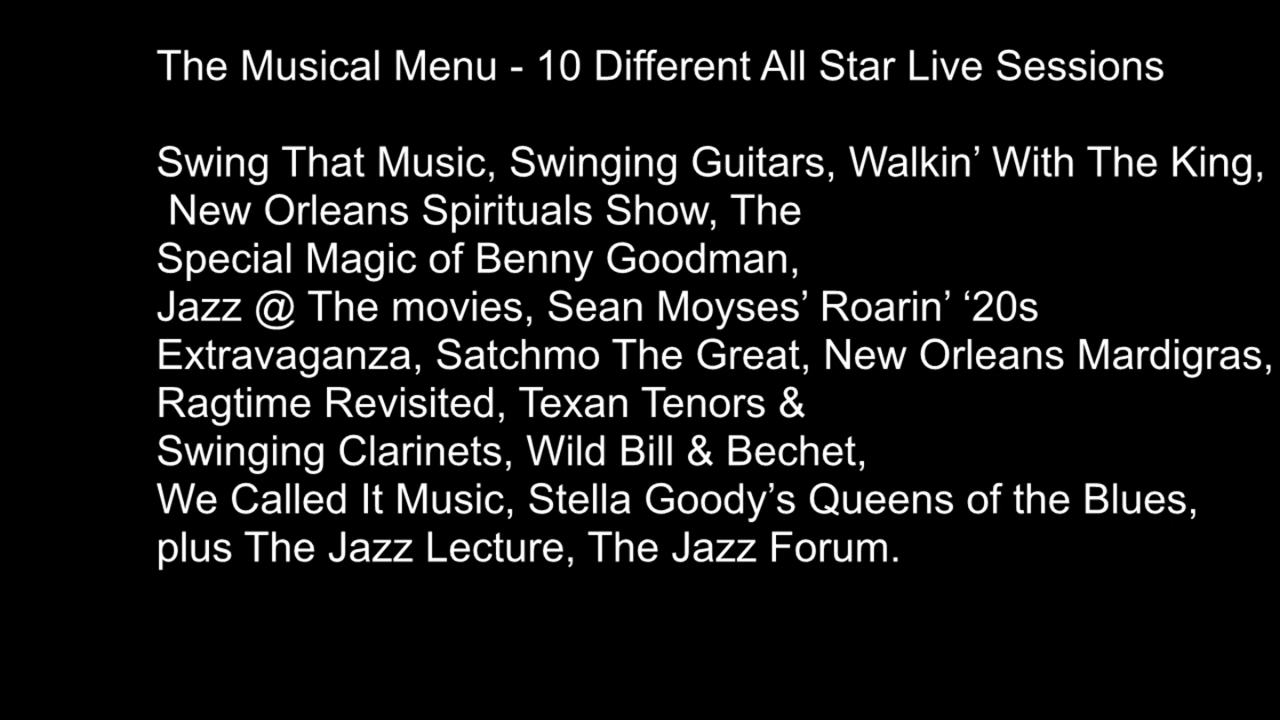 The Musical Menu - 10 Different All Star Live Sessions
Swing That Music, Swinging Guitars, Walkin’ With The King,
New Orleans Spirituals Show, The
Special Magic of Benny Goodman,
Jazz @ The movies, Sean Moyses’ Roarin’ ‘20s
Extravaganza, Satchmo The Great, New Orleans Mardigras,
Ragtime Revisited, Texan Tenors &
Swinging Clarinets, Wild Bill & Bechet,
We Called It Music, Stella Goody’s Queens of the Blues,
plus The Jazz Lecture, The Jazz Forum.